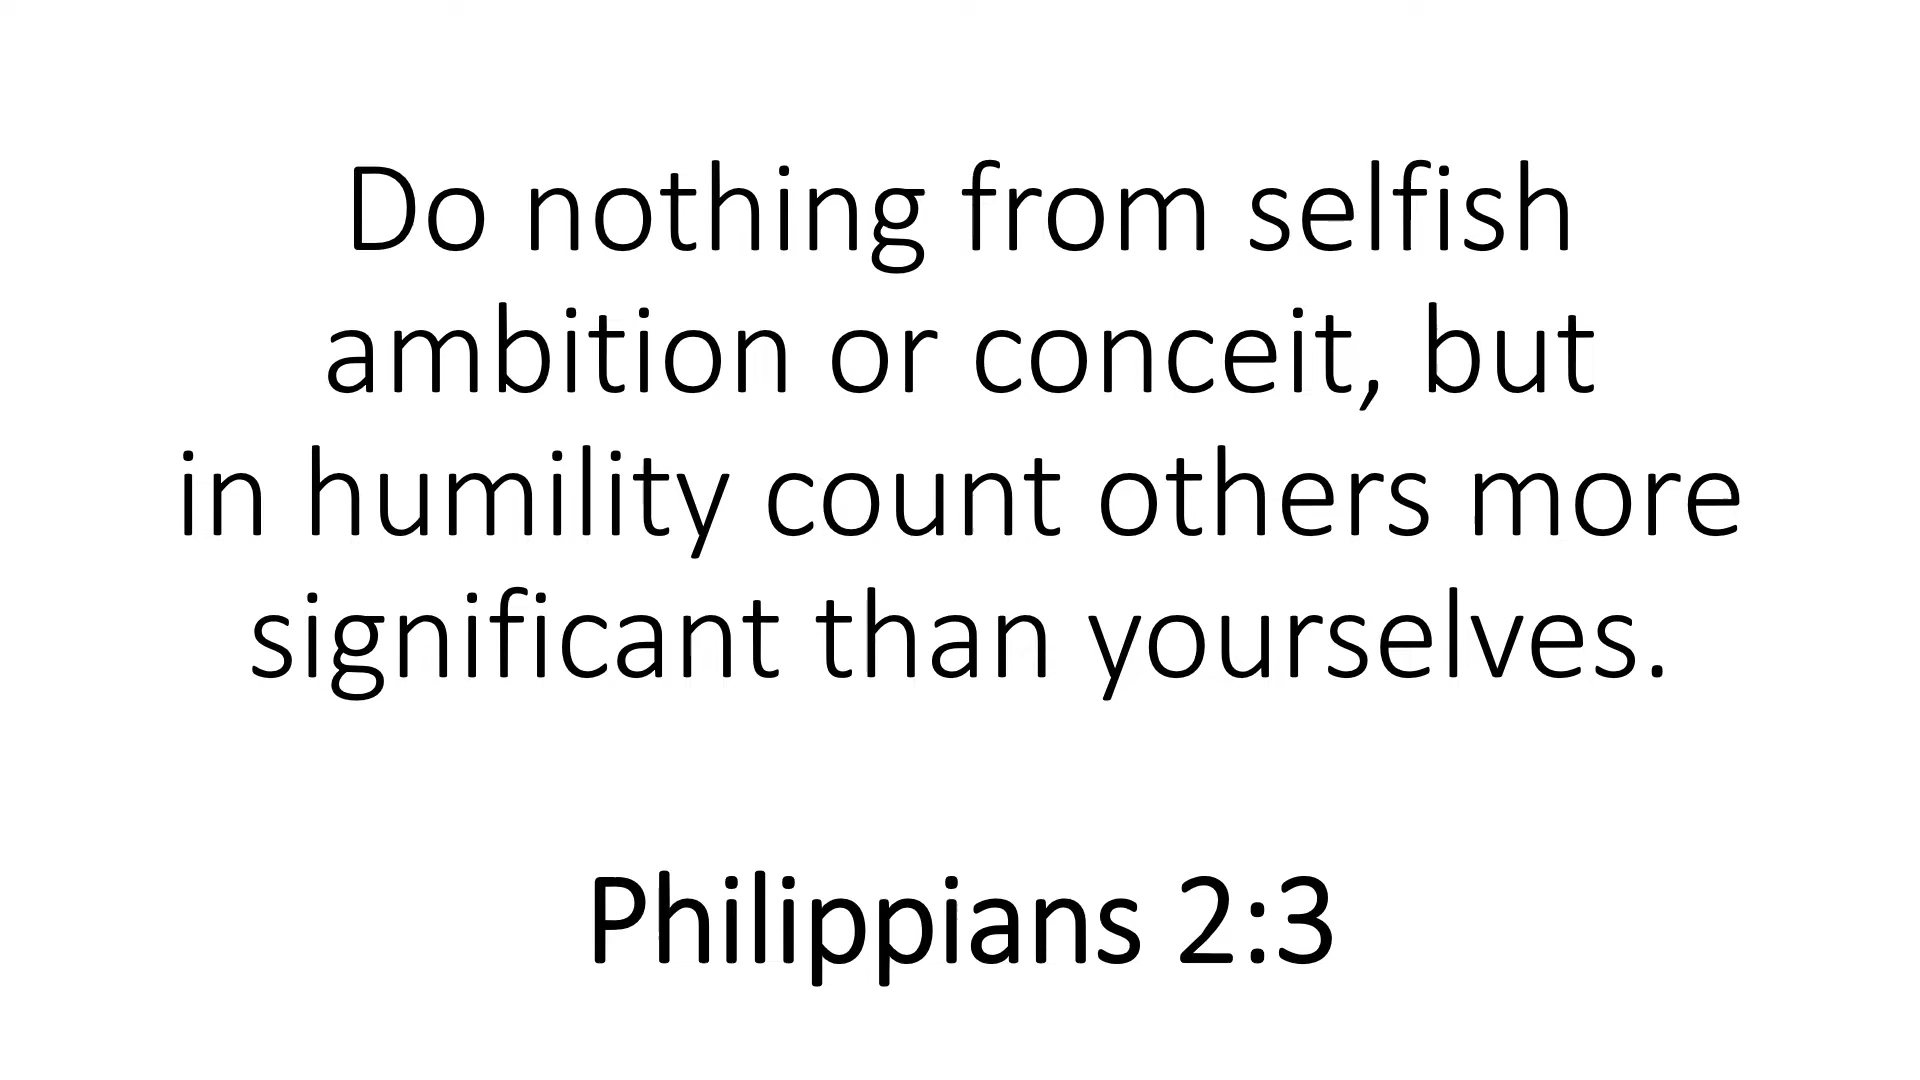 Do nothing from selfish
ambition or conceit, but
in humility count others more
significant than yourselves.
Philippians 2:3